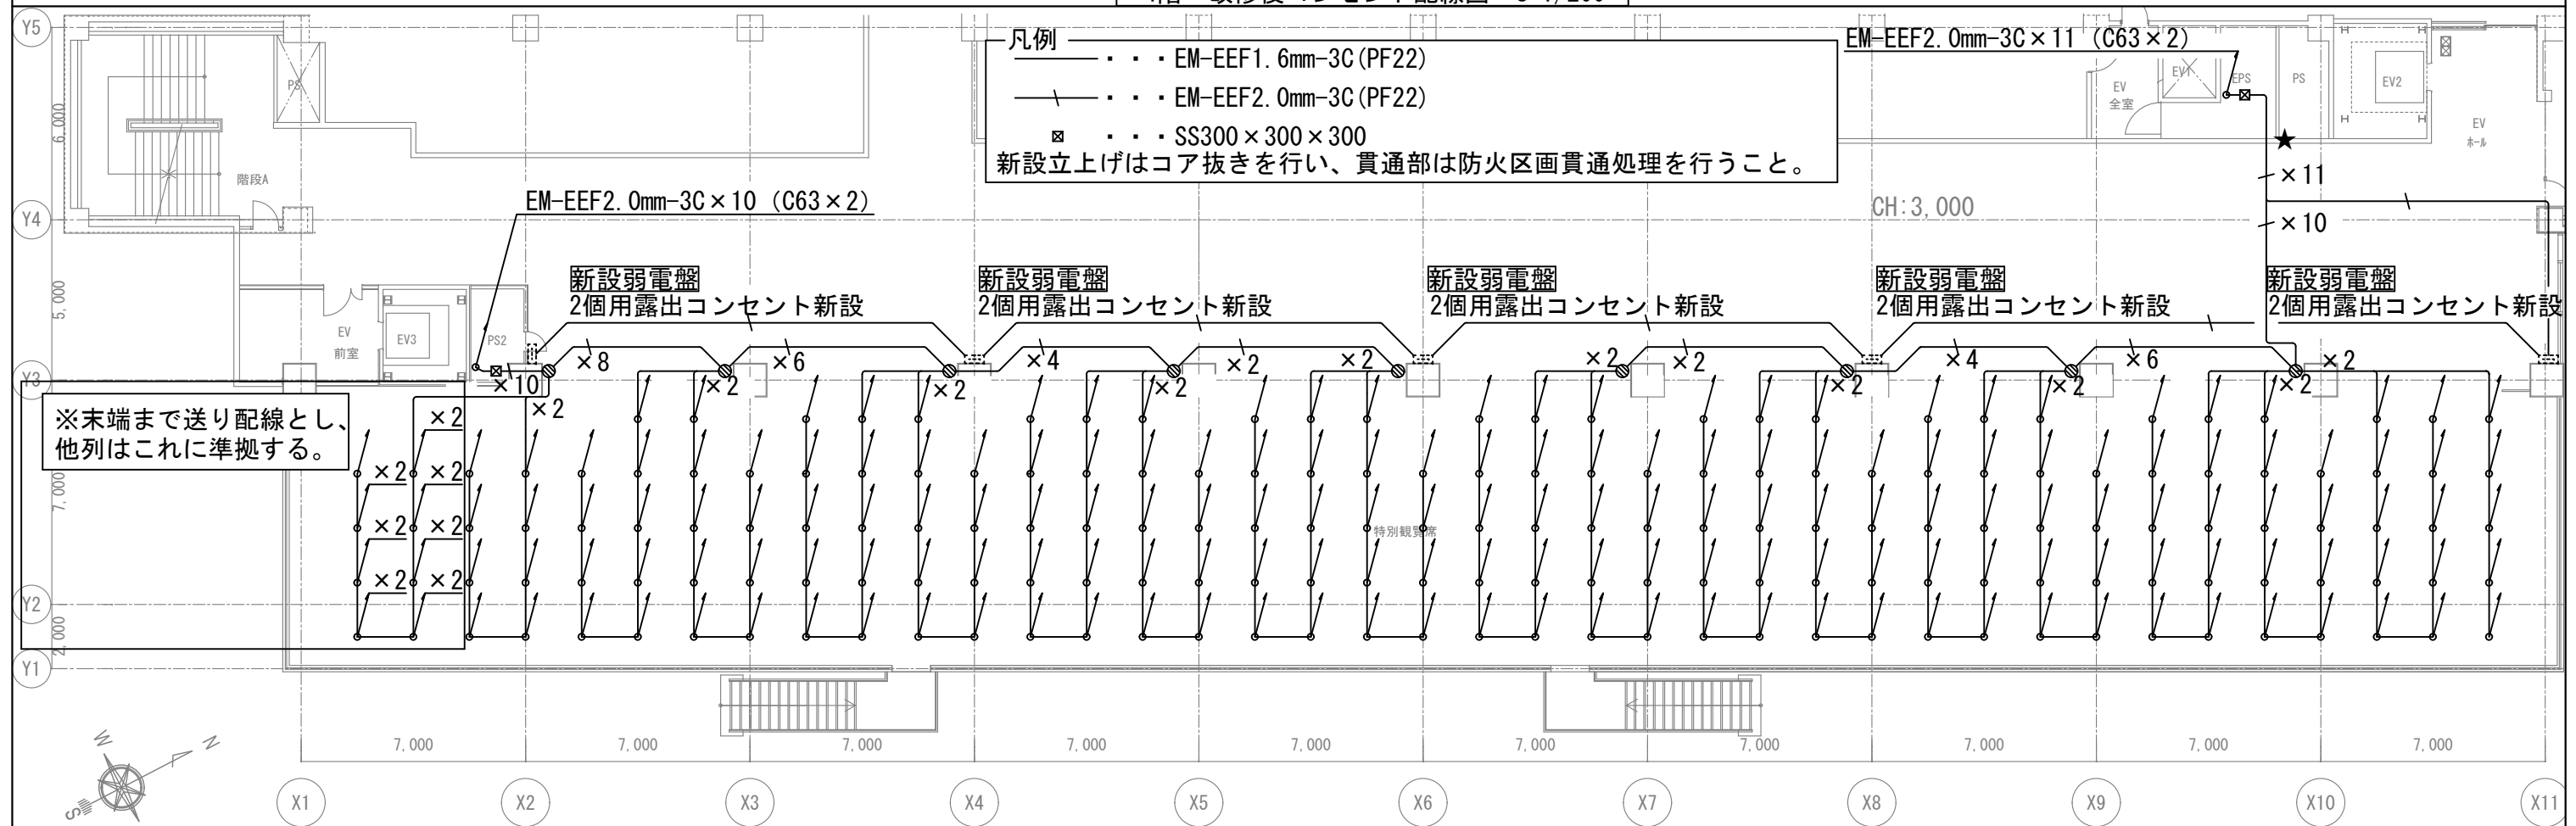 凡例
・・・EM-EEF1.6mm-3C(PF22)
・・・EM-EEF2.0mm-3C(PF22)
・・・SS300×300×300
新設立上げはコア抜きを行い、貫通部は防火区画貫通処理を行うこと。
EM-EEF2.0mm-3C×11 (C63×2)
Y5
PS
EV
全室
EV1
EPS
PS
EV2
EV
ホール
6,000
階段A
★
×11
EM-EEF2.0mm-3C×10 (C63×2)
CH:3,000
Y4
×10
新設弱電盤
2個用露出コンセント新設
新設弱電盤
2個用露出コンセント新設
新設弱電盤
2個用露出コンセント新設
新設弱電盤
2個用露出コンセント新設
新設弱電盤
2個用露出コンセント新設
5,000
EV
前室
EV3
PS2
×8
×6
×4
×2
×2
×2
×2
×4
×6
×2
Y3
×10
×2
×2
×2
×2
×2
×2
×2
※末端まで送り配線とし、
他列はこれに準拠する。
×2
×2
×2
7,000
×2
×2
特別観覧席
×2
×2
Y2
2,000
Y1
W
N
S
7,000
7,000
7,000
7,000
7,000
7,000
7,000
7,000
7,000
7,000
X1
X2
X3
X4
X5
X6
X7
X8
X9
X10
X11